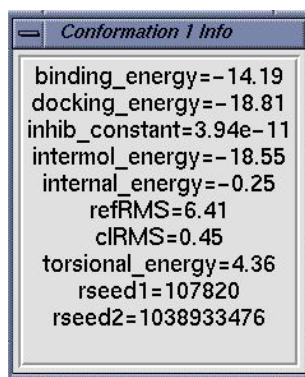 Conformation 1 Info
binding_energy=-14.19
docking_energy=-18.81
inhib_constant=3.94e-11
intermol_energy=-18.55
internal_energy=-0.25
refRMS=6.41
clRMS=0.45
torsional_energy=4.36
rseed1=107820
rseed2=1038933476